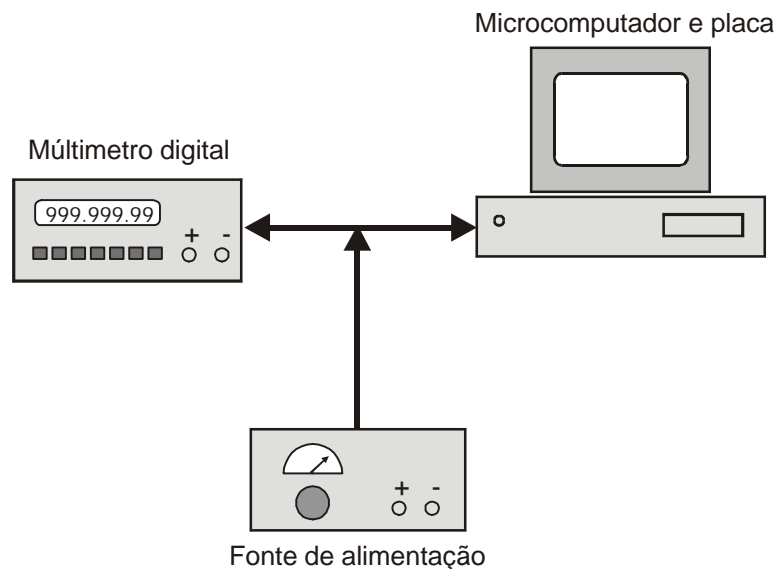 Microcomputador e placa
Múltimetro digital
999.999.99
+ -
+ -
Fonte de alimentação